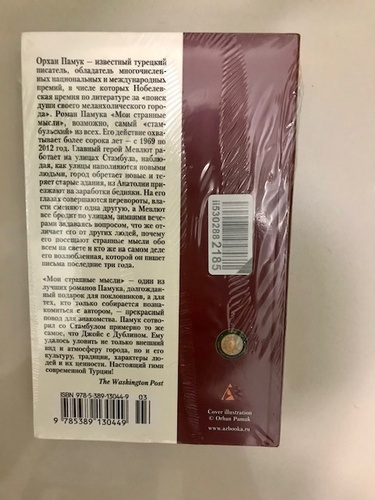 Орхан Памук — известный турецкий
писатель, обладатель многочислен-
ных национальных и международных
премий, в числе которых Нобелев-
ская премия по литературе за «поиск
души своего меланхолического горо-
да». Роман Памука «Мои странные
мысли», возможно, самый «стам-
бульский» из всех. Его действие охва-
тывает более сорока лет — с 1969 по
2012 год. Главный герой Мевлют ра-
ботает на улицах Стамбула, наблю-
дая, как улицы наполняются новыми
людьми, город обретает новые и те-
ряет старые здания, из Анатолии при-
езжают на заработки бедняки. На его
глазах совершаются перевороты, вла-
сти сменяют одна другую, а Мевлют
все бродит по улицам, зимними вече-
рами задаваясь вопросом, что же от-
личает его от других людей, почему
его посещают странные мысли обо
всем на свете и кто же на самом деле
его возлюбленная, которой он пишет
письма последние три года.
«Мои странные мысли» — один из
лучших романов Памука, долгождан-
ный подарок для поклонников, а для
тех, кто только собирается позна-
комиться с автором, — прекрасный
повод для знакомства. Памук сотво-
рил со Стамбулом примерно то же
самое, что Джойс с Дублином. Ему
удалось уловить не только внешний
вид и атмосферу города, но и его
культуру, традиции, характеры лю-
дей и их ценности. Настоящий гимн
современной Турции!
The Washington Post
ISBN 978-5-389-13044-9
03
9 785389 130449
ii530288
2185
Cover illustration
© Orhan Pamuk
www.azbooka.ru